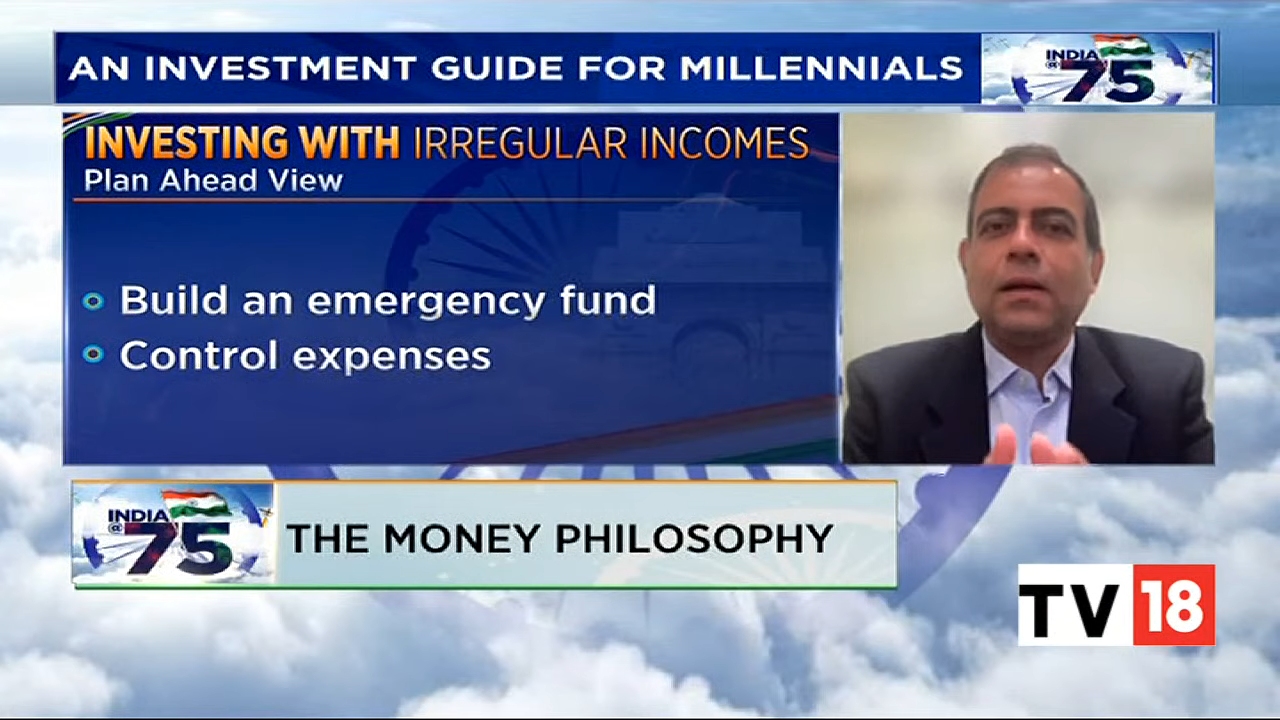 AN INVESTMENT GUIDE FOR MILLENNIALS
INDIA
@
75
INVESTING WITH IRREGULAR INCOMES
Plan Ahead View
Build an emergency fund
Control expenses
INDIA
@
75
THE MONEY PHILOSOPHY
TV18